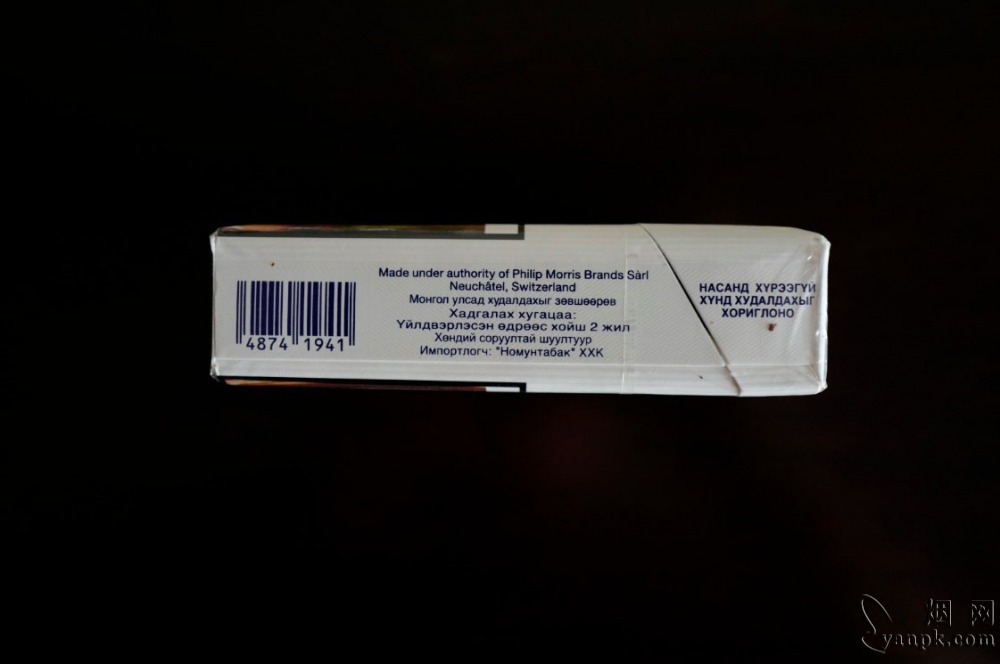 Made under authority of Philip Morris Brands Sàrl
Neuchâtel, Switzerland
Монгол улсад худалдахыг зөвшөөрөв
Хадгалах хугацаа:
Үйлдвэрлэсэн өдрөөс хойш 2 жил
Хөндий соруултай шуултуур
Импортлогч: "Номунтабак" ХХК
4874 1941
НАСАНД ХҮРЭЭГҮЙ
ХҮНД ХУДАЛДАХЫГ
ХОРИГЛОНО
烟网
yanpk.com